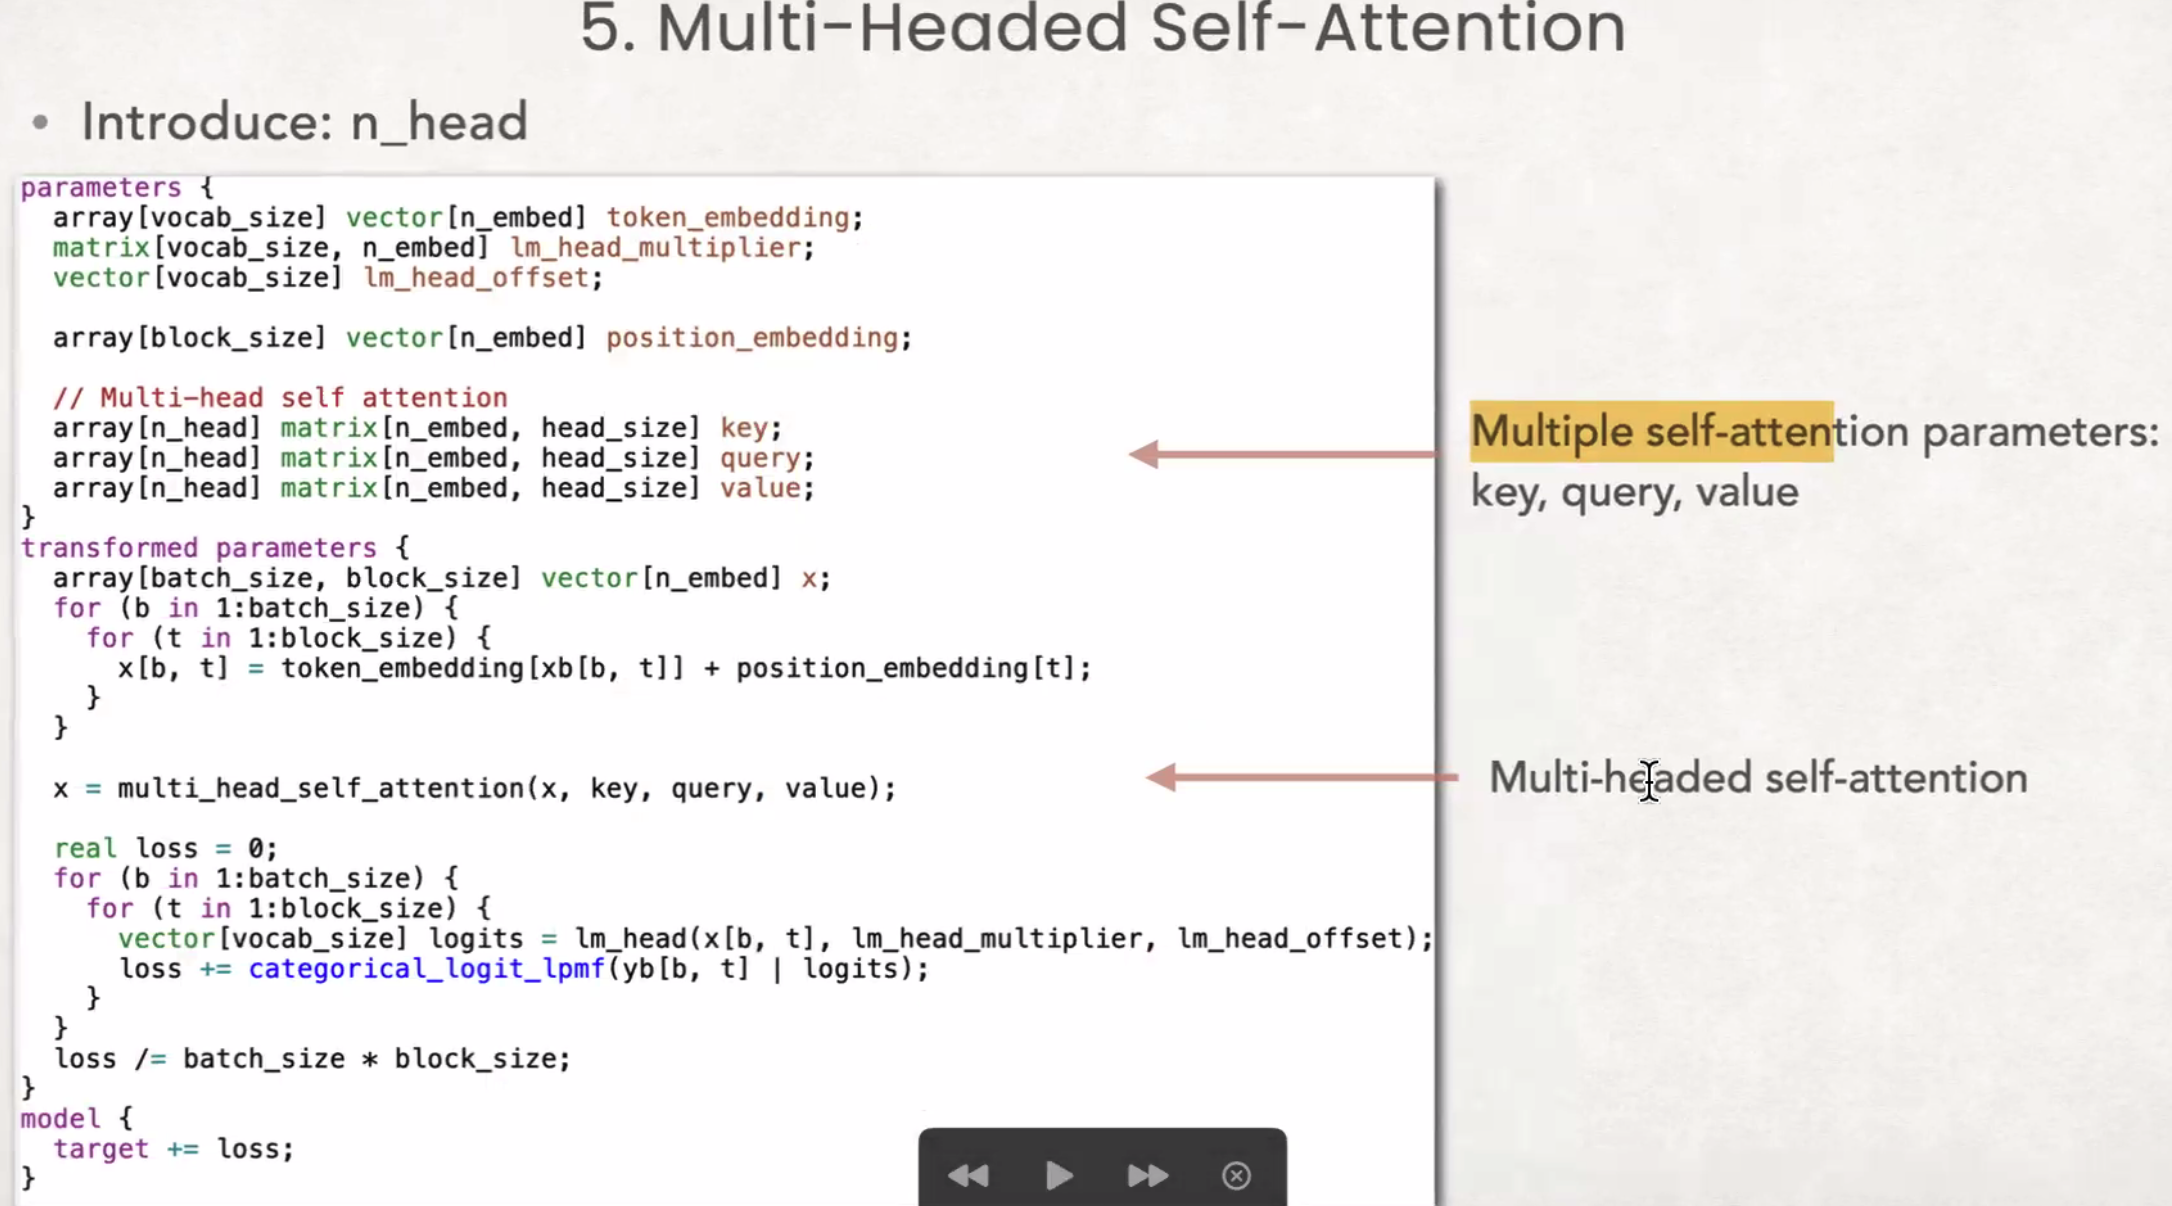 5. Multi-Headed Self-Attention
• Introduce: n_head
parameters {
  array[vocab_size] vector[n_embed] token_embedding;
  matrix[vocab_size, n_embed] lm_head_multiplier;
  vector[vocab_size] lm_head_offset;

  array[block_size] vector[n_embed] position_embedding;

  // Multi-head self attention
  array[n_head] matrix[n_embed, head_size] key;
  array[n_head] matrix[n_embed, head_size] query;
  array[n_head] matrix[n_embed, head_size] value;
}
transformed parameters {
  array[batch_size, block_size] vector[n_embed] x;
  for (b in 1:batch_size) {
    for (t in 1:block_size) {
      x[b, t] = token_embedding[xb[b, t]] + position_embedding[t];
    }
  }

  x = multi_head_self_attention(x, key, query, value);

  real loss = 0;
  for (b in 1:batch_size) {
    for (t in 1:block_size) {
      vector[vocab_size] logits = lm_head(x[b, t], lm_head_multiplier, lm_head_offset);
      loss += categorical_logit_lpmf(yb[b, t] | logits);
    }
  }
  loss /= batch_size * block_size;
}
model {
  target += loss;
}
Multiple self-attention parameters:
key, query, value
Multi-headed self-attention